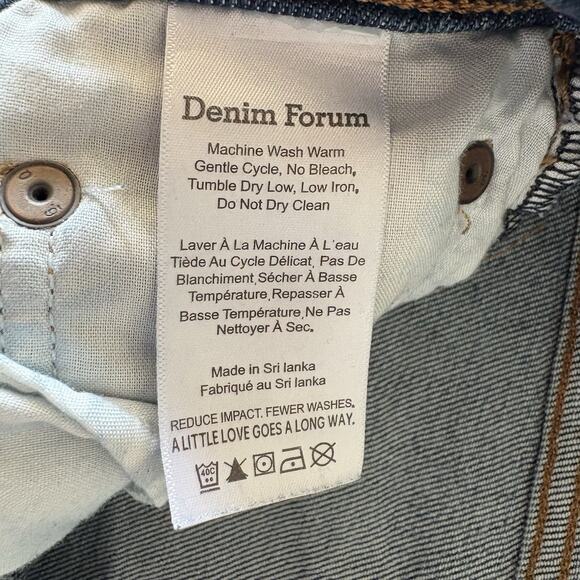 Denim Forum
Machine Wash Warm
Gentle Cycle, No Bleach,
Tumble Dry Low, Low Iron,
Do Not Dry Clean
Laver À La Machine À L'eau
Tiède Au Cycle Délicat, Pas De
Blanchiment,Sécher À Basse
Température,Repasser À
Basse Température,Ne Pas
Nettoyer À Sec.
Made in Sri lanka
Fabriqué au Sri lanka
REDUCE IMPACT. FEWER WASHES.
A LITTLE LOVE GOES A LONG WAY.
40C